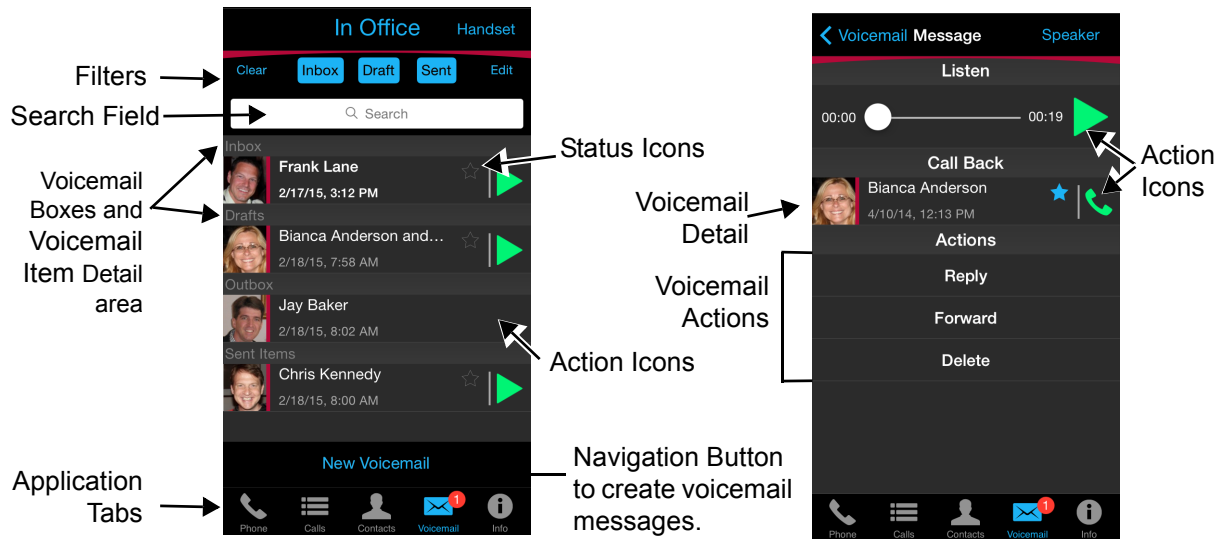 In Office Handset
Clear Inbox Draft Sent Edit
Search
Inbox
Frank Lane
2/17/15, 3:12 PM
Drafts
Bianca Anderson and...
2/18/15, 7:58 AM
Outbox
Jay Baker
2/18/15, 8:02 AM
Sent Items
Chris Kennedy
2/18/15, 8:00 AM
New Voicemail
1
Phone Calls Contacts Voicemail Info
Filters
Search Field
Voicemail
Boxes and
Voicemail
Item Detail
area
Application
Tabs
Status Icons
Action Icons
Navigation Button
to create voicemail
messages.
Voicemail Message Speaker
Listen
00:00 00:19
Call Back
Bianca Anderson
4/10/14, 12:13 PM
Actions
Reply
Forward
Delete
1
Phone Calls Contacts Voicemail Info
Voicemail
Detail
Voicemail
Actions
Action
Icons